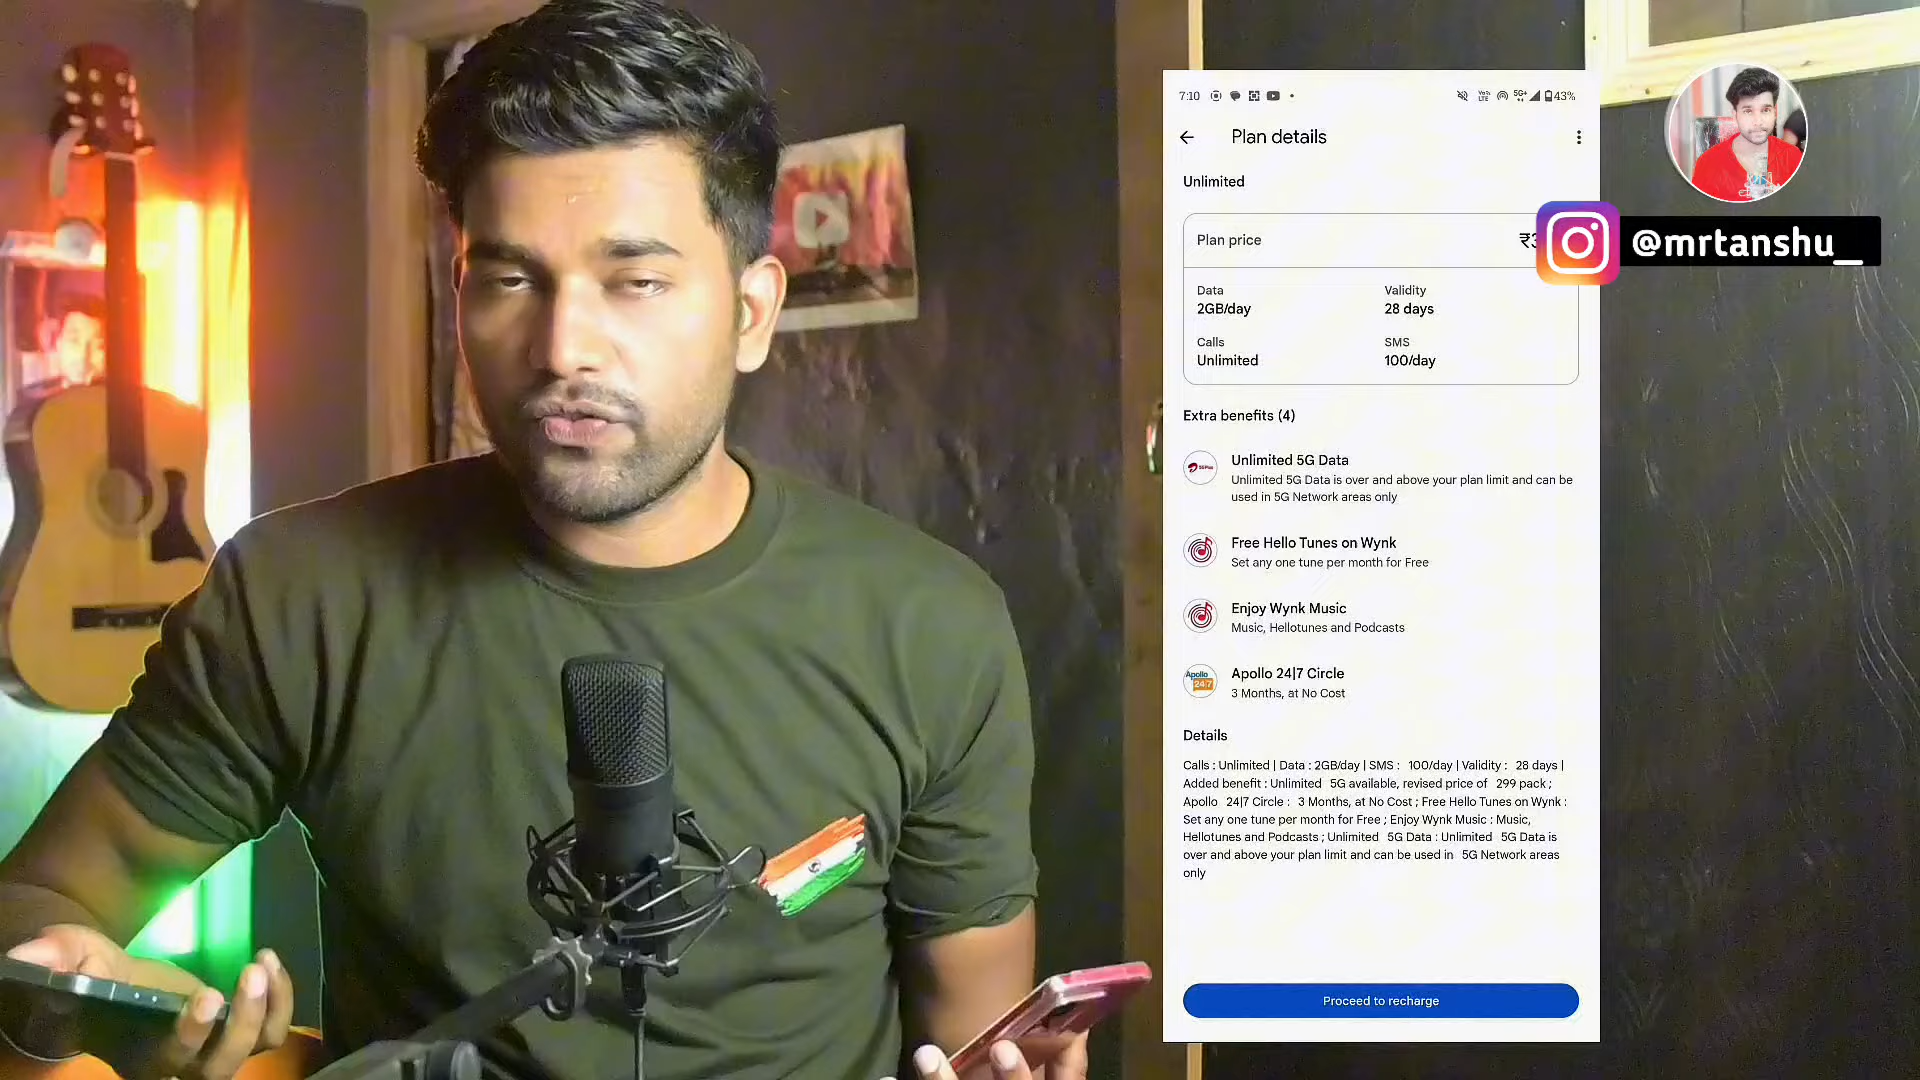 7:10
5G+
43%
Plan details
Unlimited
Plan price
₹3
@mrtanshu__
Data
Validity
2GB/day
28 days
Calls
SMS
Unlimited
100/day
Extra benefits (4)
Unlimited 5G Data
Unlimited 5G Data is over and above your plan limit and can be
used in 5G Network areas only
Free Hello Tunes on Wynk
Set any one tune per month for Free
Enjoy Wynk Music
Music, Hellotunes and Podcasts
Apollo
24|7
Apollo 24|7 Circle
3 Months, at No Cost
Details
Calls : Unlimited | Data : 2GB/day | SMS : 100/day | Validity : 28 days |
Added benefit : Unlimited 5G available, revised price of 299 pack ;
Apollo 24|7 Circle : 3 Months, at No Cost ; Free Hello Tunes on Wynk :
Set any one tune per month for Free ; Enjoy Wynk Music : Music,
Hellotunes and Podcasts ; Unlimited 5G Data : Unlimited 5G Data is
over and above your plan limit and can be used in 5G Network areas
only
Proceed to recharge